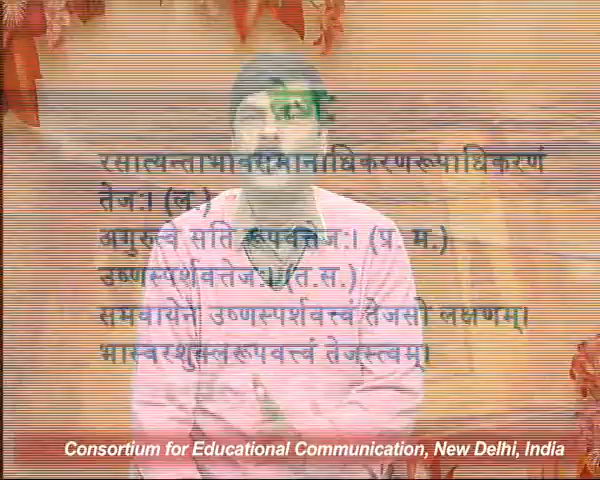 रसात्यन्ताभावसमानाधिकरणरूपाधिकरणं
तेजः। (ल.)
अगुरुत्वे सति रूपवत्तेजः। (प्र. म.)
उष्णस्पर्शवत्तेजः। (त.स.)
समवायेन उष्णस्पर्शवत्त्वं तेजसो लक्षणम्।
भास्वरशुक्लरूपवत्त्वं तेजस्त्वम्।
Consortium for Educational Communication, New Delhi, India